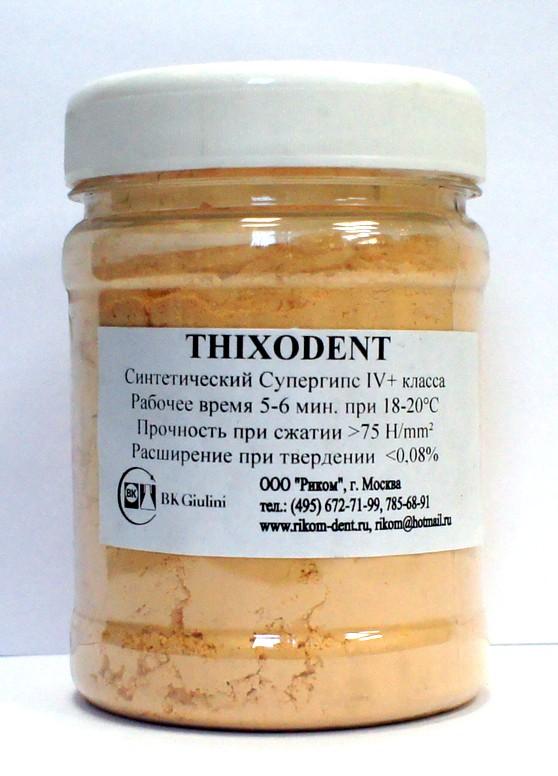 THIXODENT
Синтетический Супергипс IV+ класса
Рабочее время 5-6 мин. при 18-20°C
Прочность при сжатии >75 H/mm²
Расширение при твердении <0,08%
BK
BK Giulini
ООО "Риком", г. Москва
тел.: (495) 672-71-99, 785-68-91
www.rikom-dent.ru, rikom@hotmail.ru